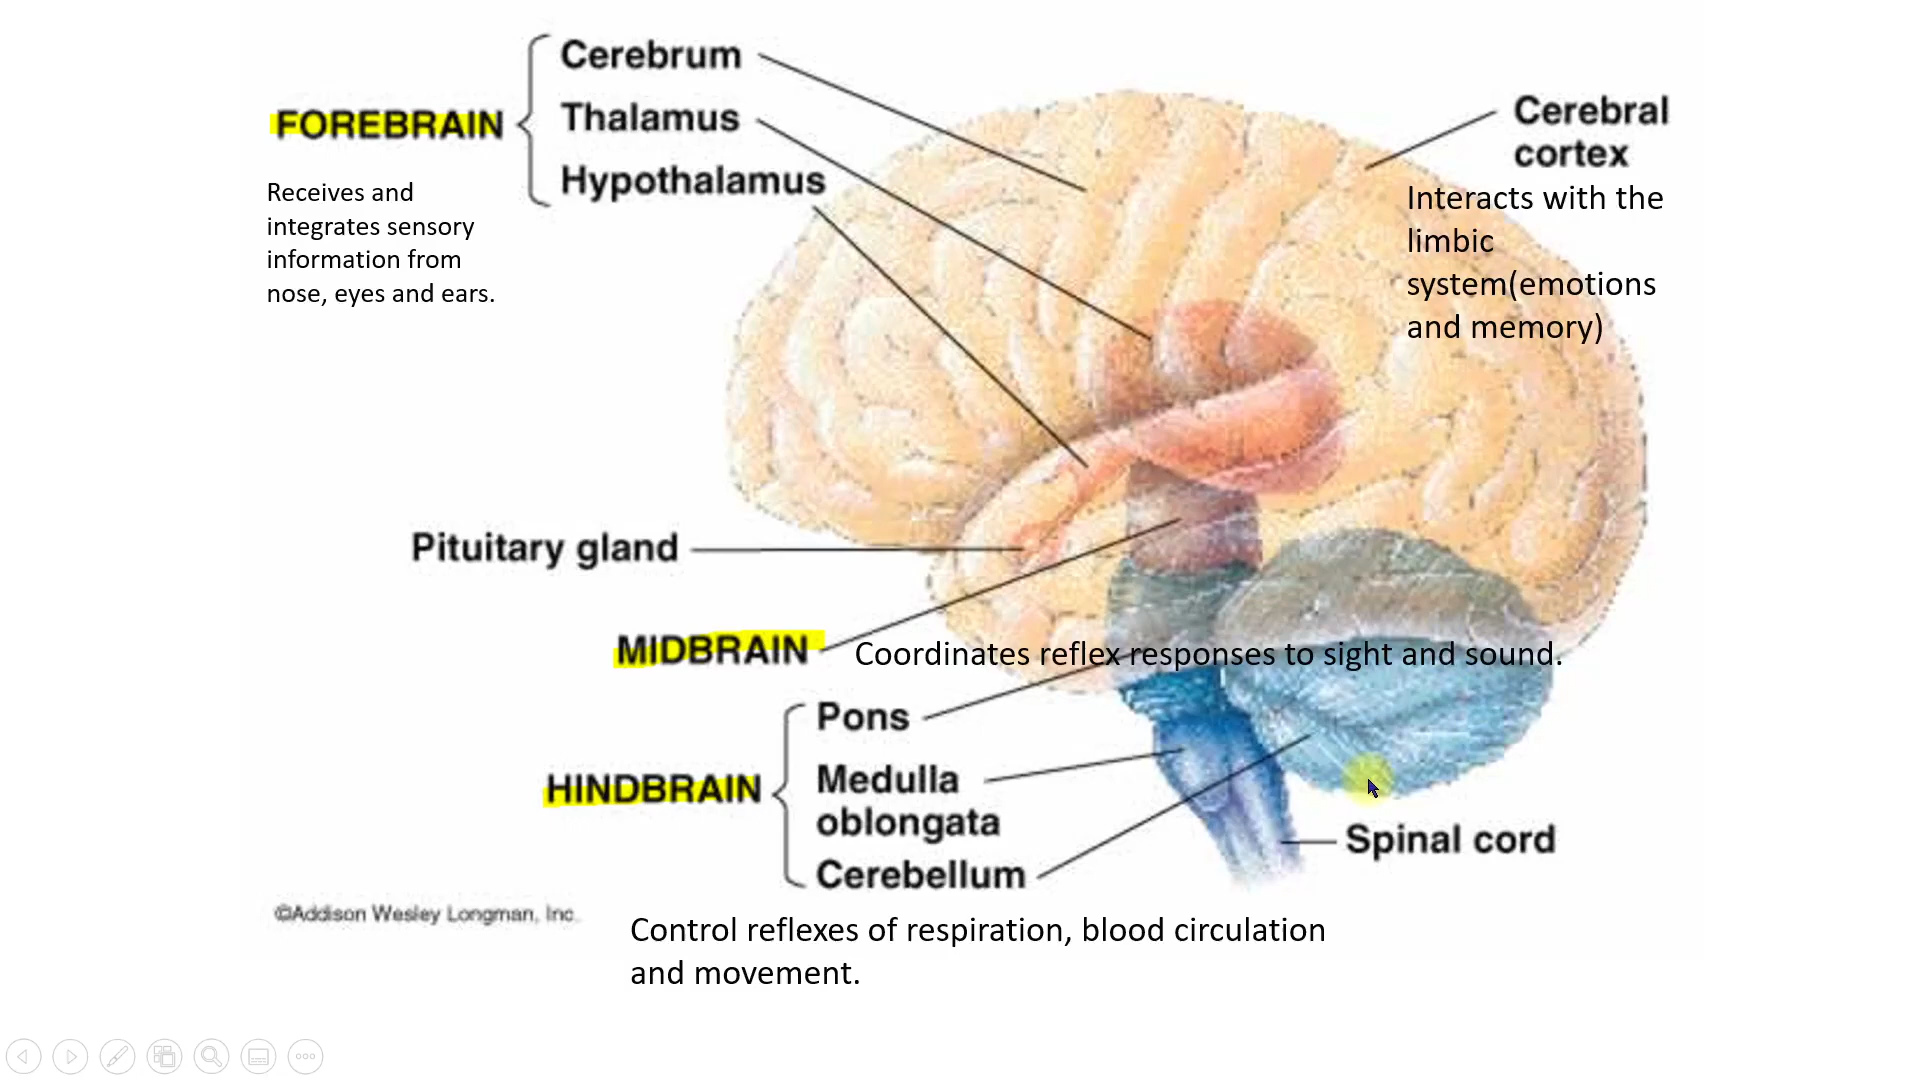 Cerebrum
Thalamus
Hypothalamus
FOREBRAIN
Receives and
integrates sensory
information from
nose, eyes and ears.
Cerebral
cortex
Interacts with the
limbic
system(emotions
and memory)
Pituitary gland
MIDBRAIN
Coordinates reflex responses to sight and sound.
Pons
HINDBRAIN
Medulla
oblongata
Cerebellum
Spinal cord
©Addison Wesley Longman, Inc.
Control reflexes of respiration, blood circulation
and movement.